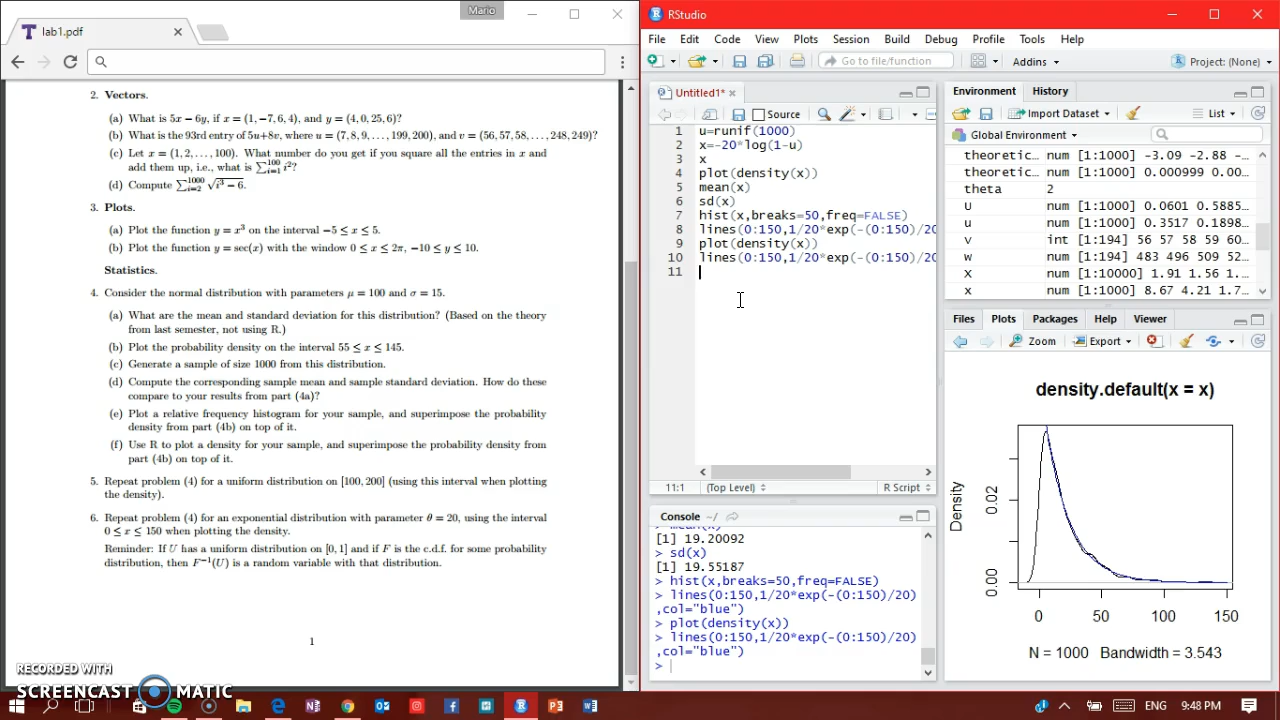 Mario
lab1.pdf
2. Vectors.
(a) What is 5x − 6y, if x = (1, −7, 6, 4), and y = (4, 0, 25, 6)?
(b) What is the 93rd entry of 5u+8v, where u = (7, 8, 9, . . . , 199, 200), and v = (56, 57, 58, . . . , 248, 249)?
(c) Let x = (1, 2, . . . , 100). What number do you get if you square all the entries in x and
add them up, i.e., what is ∑_{i=1}^{100} i²?
(d) Compute ∑_{i=2}^{1000} √(i³ − 6).
3. Plots.
(a) Plot the function y = x³ on the interval −5 ≤ x ≤ 5.
(b) Plot the function y = sec(x) with the window 0 ≤ x ≤ 2π, −10 ≤ y ≤ 10.
Statistics.
4. Consider the normal distribution with parameters μ = 100 and σ = 15.
(a) What are the mean and standard deviation for this distribution? (Based on the theory
from last semester, not using R.)
(b) Plot the probability density on the interval 55 ≤ x ≤ 145.
(c) Generate a sample of size 1000 from this distribution.
(d) Compute the corresponding sample mean and sample standard deviation. How do these
compare to your results from part (4a)?
(e) Plot a relative frequency histogram for your sample, and superimpose the probability
density from part (4b) on top of it.
(f) Use R to plot a density for your sample, and superimpose the probability density from
part (4b) on top of it.
5. Repeat problem (4) for a uniform distribution on [100, 200] (using this interval when plotting
the density).
6. Repeat problem (4) for an exponential distribution with parameter θ = 20, using the interval
0 ≤ x ≤ 150 when plotting the density.
Reminder: If U has a uniform distribution on [0, 1] and if F is the c.d.f. for some probability
distribution, then F⁻¹(U) is a random variable with that distribution.
1
RECORDED WITH
SCREENCAST MATIC
RStudio
File Edit Code View Plots Session Build Debug Profile Tools Help
Go to file/function
Addins
Project: (None)
Untitled1*
Source
1 u=runif(1000)
2 x=-20*log(1-u)
3 x
4 plot(density(x))
5 mean(x)
6 sd(x)
7 hist(x,breaks=50,freq=FALSE)
8 lines(0:150,1/20*exp(-(0:150)/20
9 plot(density(x))
10 lines(0:150,1/20*exp(-(0:150)/20
11
11:1 (Top Level) R Script
Console ~/
> mean(x)
[1] 19.20092
> sd(x)
[1] 19.55187
> hist(x,breaks=50,freq=FALSE)
> lines(0:150,1/20*exp(-(0:150)/20)
,col="blue")
> plot(density(x))
> lines(0:150,1/20*exp(-(0:150)/20)
,col="blue")
>
Environment History
Import Dataset List
Global Environment
theoretic… num [1:1000] -3.09 -2.88 -…
theoretic… num [1:1000] 0.000999 0.00…
theta 2
U num [1:1000] 0.0601 0.5885…
u num [1:1000] 0.3517 0.1898…
v int [1:194] 56 57 58 59 60…
w num [1:194] 483 496 509 52…
X num [1:10000] 1.91 1.56 1.…
x num [1:1000] 8.67 4.21 1.7…
Files Plots Packages Help Viewer
Zoom Export
density.default(x = x)
Density
0.02
0.00
0 50 100 150
N = 1000 Bandwidth = 3.543
ENG 9:48 PM